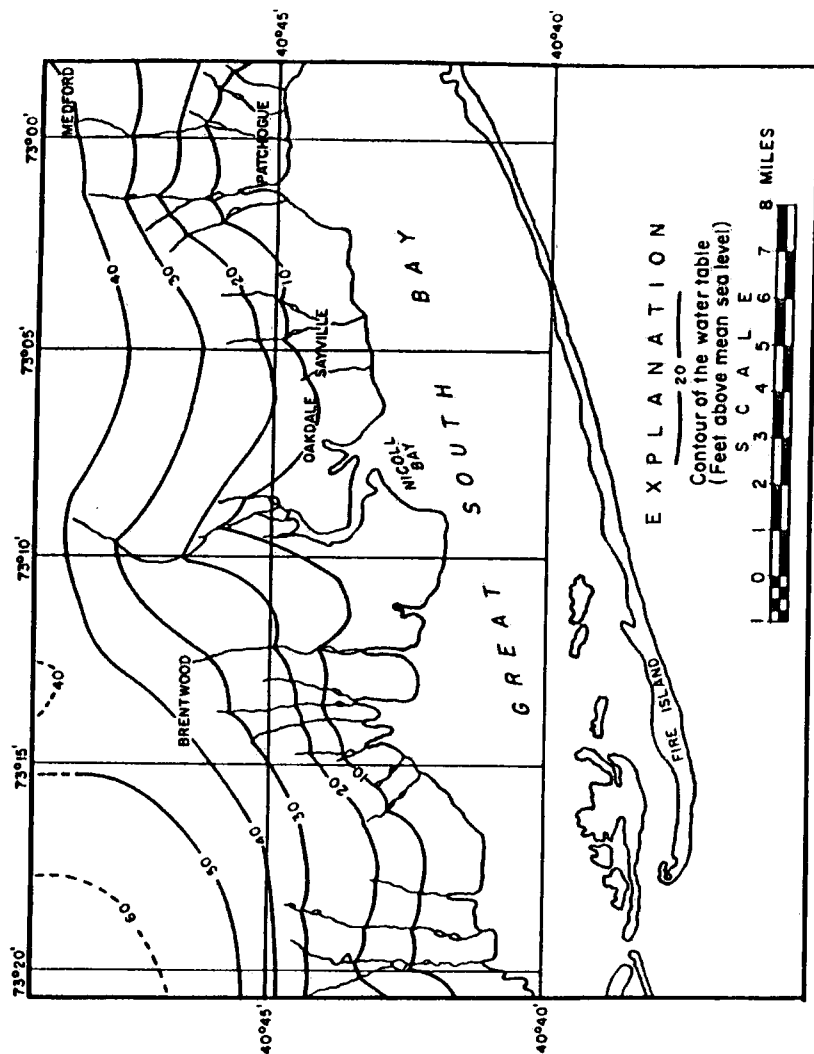 73°20'
73°15'
73°10'
73°05'
73°00'
60
50
40'
40
30
20
10
40
30
20
10
BRENTWOOD
MEDFORD
PATCHOGUE
SAYVILLE
OAKDALE
NICOLL
BAY
40°45'
40°45'
GREAT SOUTH BAY
40°40'
40°40'
FIRE ISLAND
EXPLANATION
20
Contour of the water table
(Feet above mean sea level)
SCALE
1 0 1 2 3 4 5 6 7 8 MILES